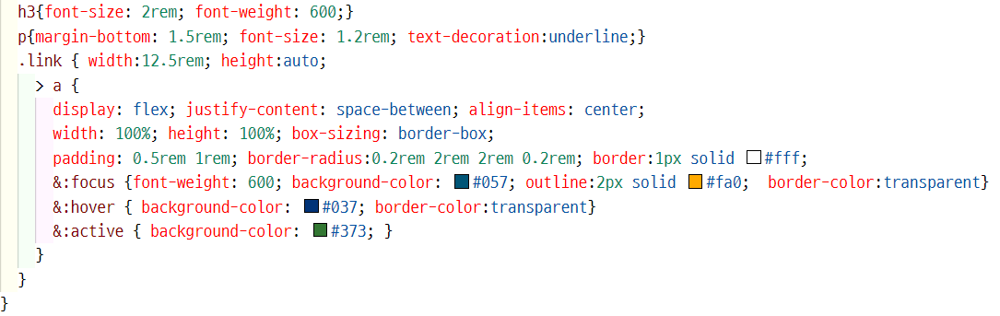 h3{font-size: 2rem; font-weight: 600;}
p{margin-bottom: 1.5rem; font-size: 1.2rem; text-decoration:underline;}
.link { width:12.5rem; height:auto;
> a {
display: flex; justify-content: space-between; align-items: center;
width: 100%; height: 100%; box-sizing: border-box;
padding: 0.5rem 1rem; border-radius:0.2rem 2rem 2rem 0.2rem; border:1px solid #fff;
&:focus {font-weight: 600; background-color: #057; outline:2px solid #fa0;  border-color:transparent}
&:hover { background-color: #037; border-color:transparent}
&:active { background-color: #373; }
}
}
}